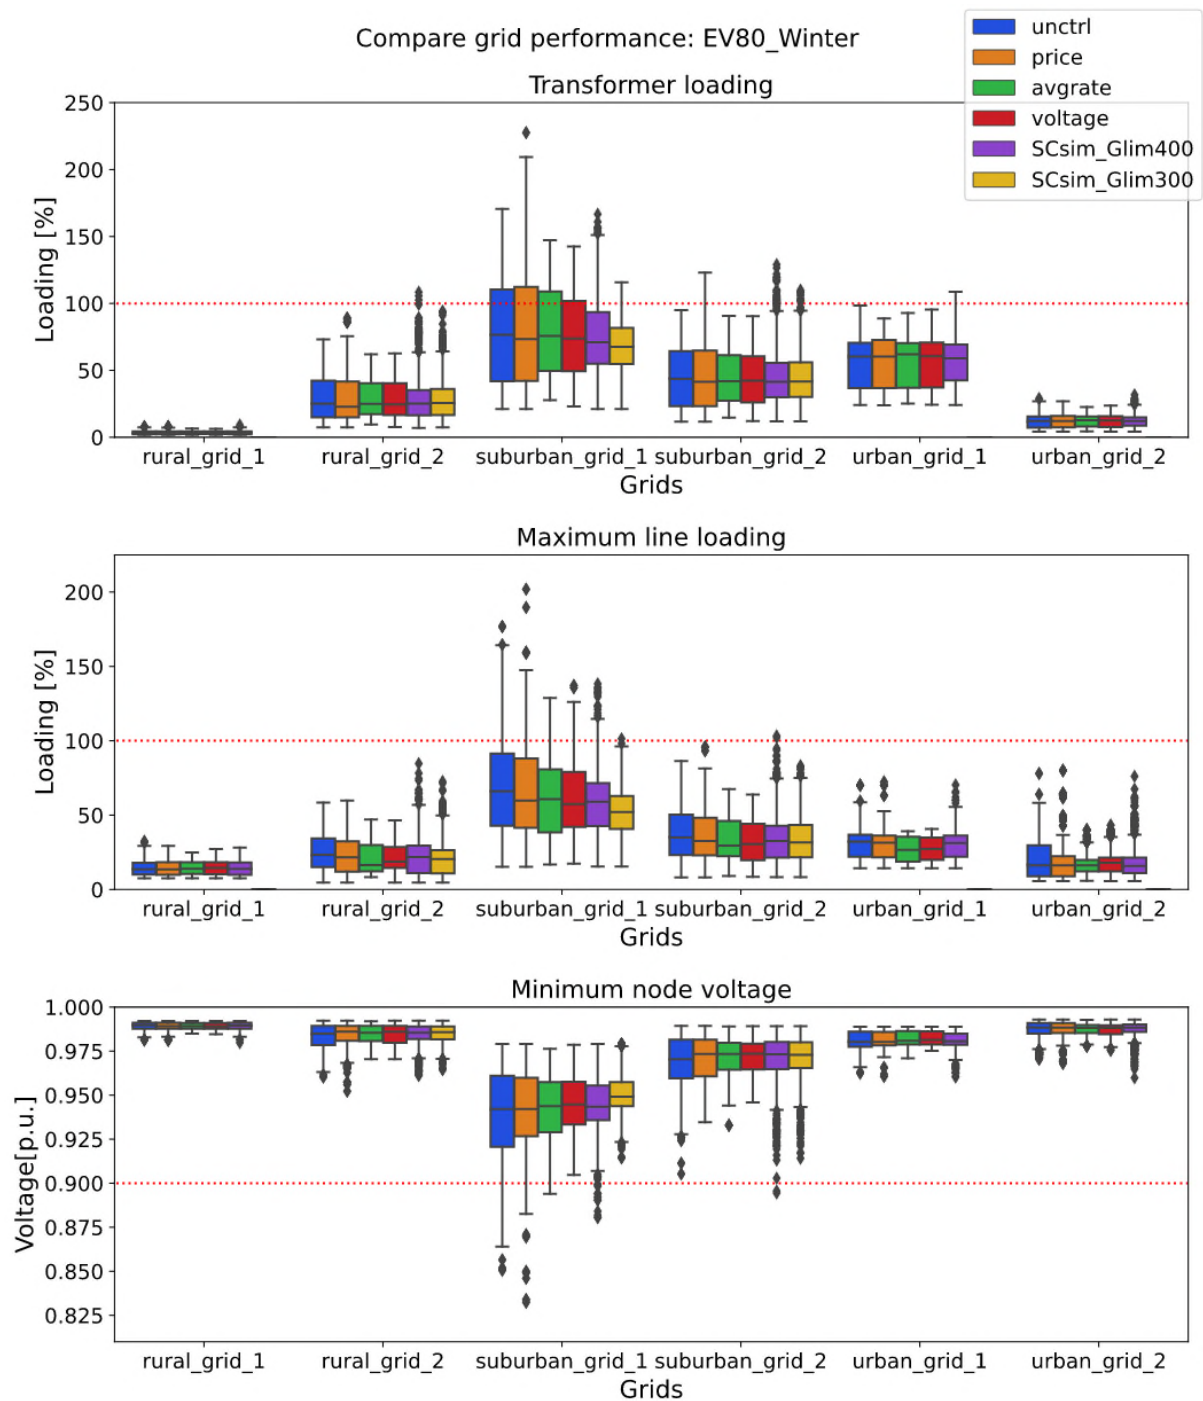 Compare grid performance: EV80_Winter
unctrl
price
avgrate
voltage
SCsim_Glim400
SCsim_Glim300
Transformer loading
Loading [%]
250
200
150
100
50
0
rural_grid_1 rural_grid_2 suburban_grid_1 suburban_grid_2 urban_grid_1 urban_grid_2
Grids
Maximum line loading
Loading [%]
200
150
100
50
0
rural_grid_1 rural_grid_2 suburban_grid_1 suburban_grid_2 urban_grid_1 urban_grid_2
Grids
Minimum node voltage
Voltage[p.u.]
1.000
0.975
0.950
0.925
0.900
0.875
0.850
0.825
rural_grid_1 rural_grid_2 suburban_grid_1 suburban_grid_2 urban_grid_1 urban_grid_2
Grids